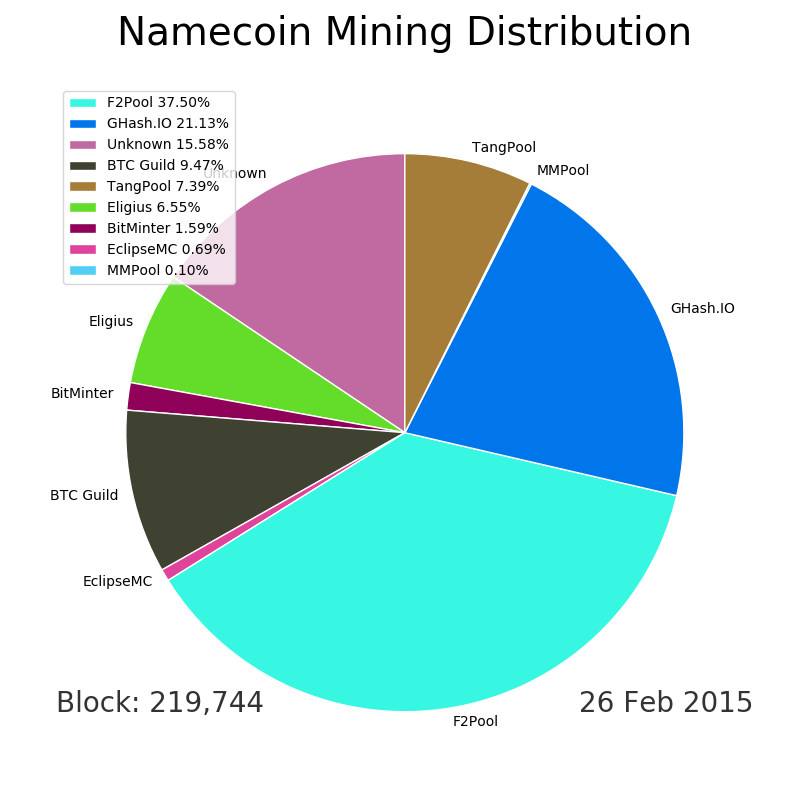 Namecoin Mining Distribution
F2Pool 37.50%
GHash.IO 21.13%
Unknown 15.58%
BTC Guild 9.47%
TangPool 7.39%
Eligius 6.55%
BitMinter 1.59%
EclipseMC 0.69%
MMPool 0.10%
TangPool
MMPool
Unknown
GHash.IO
Eligius
BitMinter
BTC Guild
EclipseMC
Block: 219,744
26 Feb 2015
F2Pool